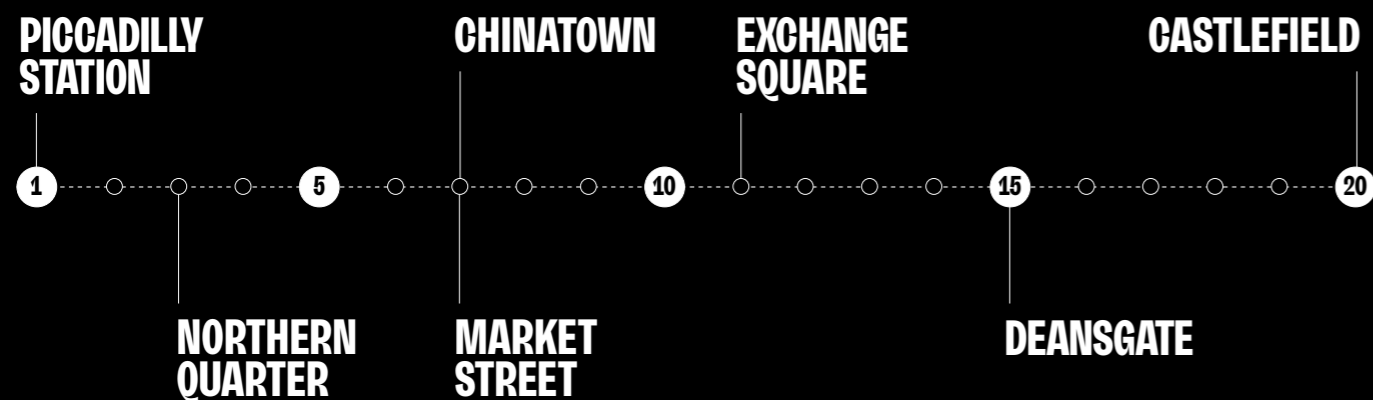 PICCADILLY
STATION
CHINATOWN
EXCHANGE
SQUARE
CASTLEFIELD
1
5
10
15
20
NORTHERN
QUARTER
MARKET
STREET
DEANSGATE